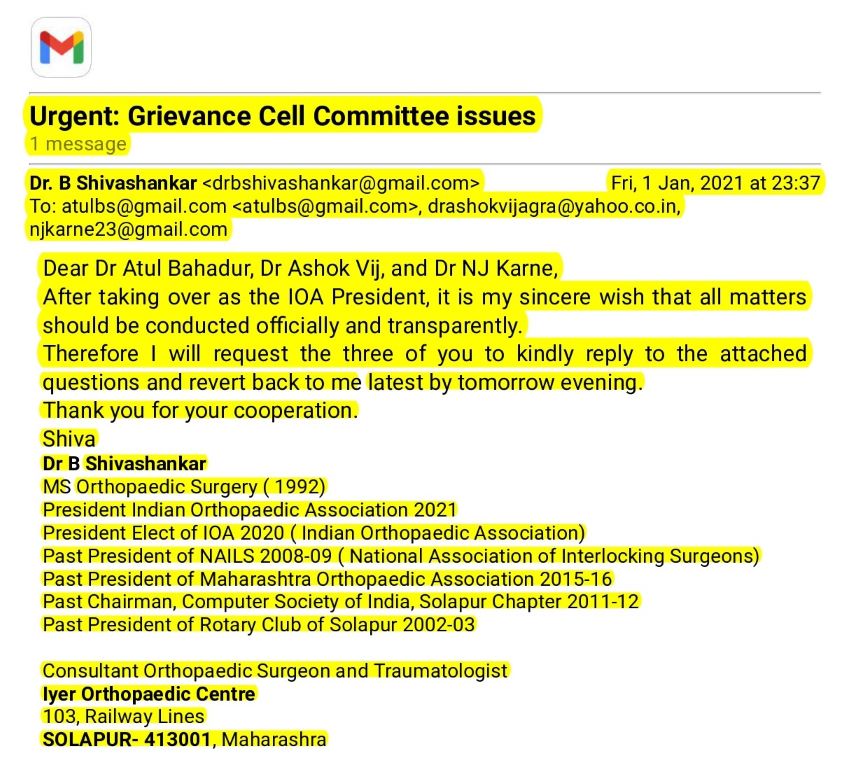 Urgent: Grievance Cell Committee issues
1 message
Dr. B Shivashankar <drbshivashankar@gmail.com> Fri, 1 Jan, 2021 at 23:37
To: atulbs@gmail.com <atulbs@gmail.com>, drashokvijagra@yahoo.co.in,
njkarne23@gmail.com
Dear Dr Atul Bahadur, Dr Ashok Vij, and Dr NJ Karne,
After taking over as the IOA President, it is my sincere wish that all matters
should be conducted officially and transparently.
Therefore I will request the three of you to kindly reply to the attached
questions and revert back to me latest by tomorrow evening.
Thank you for your cooperation.
Shiva
Dr B Shivashankar
MS Orthopaedic Surgery ( 1992)
President Indian Orthopaedic Association 2021
President Elect of IOA 2020 ( Indian Orthopaedic Association)
Past President of NAILS 2008-09 ( National Association of Interlocking Surgeons)
Past President of Maharashtra Orthopaedic Association 2015-16
Past Chairman, Computer Society of India, Solapur Chapter 2011-12
Past President of Rotary Club of Solapur 2002-03
Consultant Orthopaedic Surgeon and Traumatologist
Iyer Orthopaedic Centre
103, Railway Lines
SOLAPUR- 413001, Maharashra